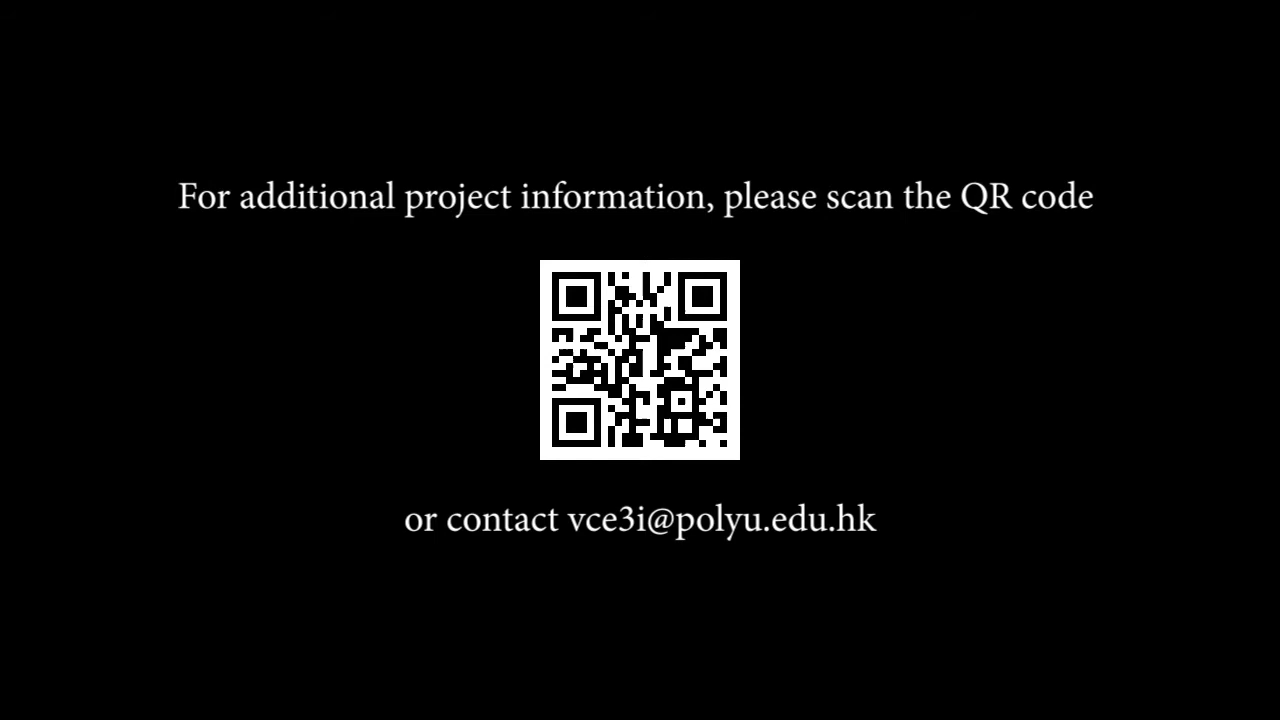 For additional project information, please scan the QR code
or contact vce3i@polyu.edu.hk